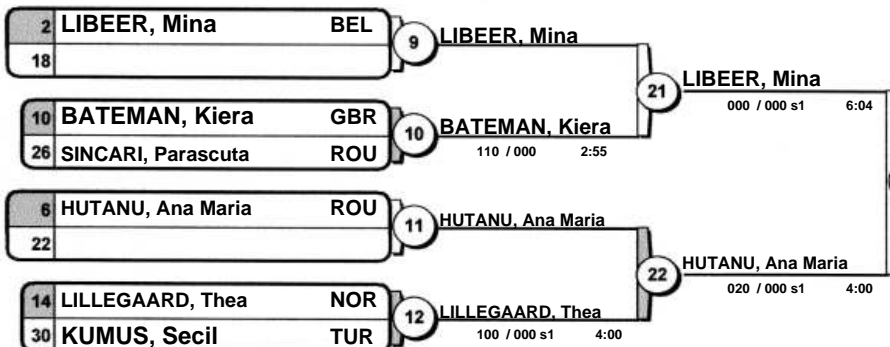 2 LIBEER, Mina BEL
18
9
LIBEER, Mina
21
LIBEER, Mina
000 / 000 s1 6:04
10 BATEMAN, Kiera GBR
26 SINCARI, Parascuta ROU
10
BATEMAN, Kiera
110 / 000 2:55
6 HUTANU, Ana Maria ROU
22
11
HUTANU, Ana Maria
22
HUTANU, Ana Maria
020 / 000 s1 4:00
14 LILLEGAARD, Thea NOR
30 KUMUS, Secil TUR
12
LILLEGAARD, Thea
100 / 000 s1 4:00